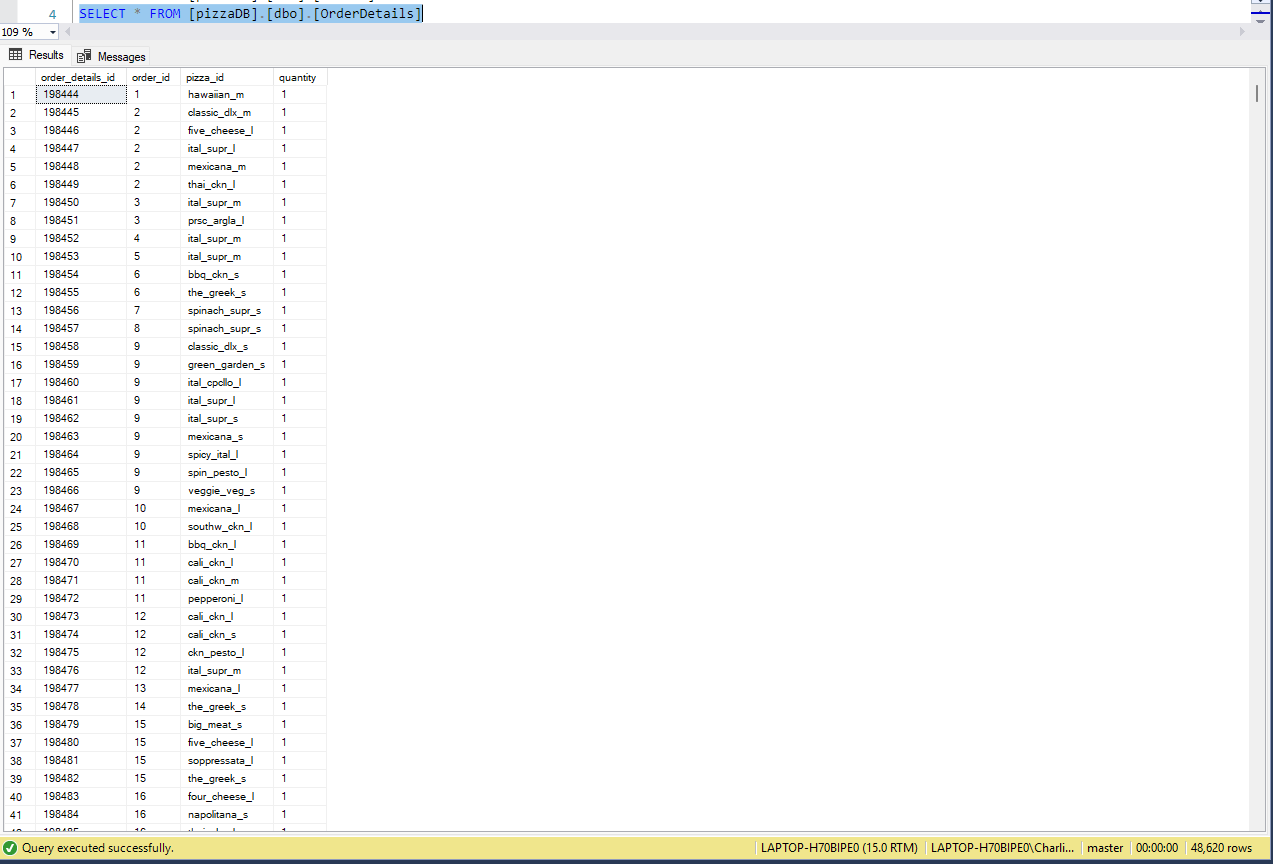 4 SELECT * FROM [pizzaDB].[dbo].[OrderDetails]
109 %
Results Messages
order_details_id order_id pizza_id quantity
1 198444 1 hawaiian_m 1
2 198445 2 classic_dlx_m 1
3 198446 2 five_cheese_l 1
4 198447 2 ital_supr_l 1
5 198448 2 mexicana_m 1
6 198449 2 thai_ckn_l 1
7 198450 3 ital_supr_m 1
8 198451 3 prsc_argla_l 1
9 198452 4 ital_supr_m 1
10 198453 5 ital_supr_m 1
11 198454 6 bbq_ckn_s 1
12 198455 6 the_greek_s 1
13 198456 7 spinach_supr_s 1
14 198457 8 spinach_supr_s 1
15 198458 9 classic_dlx_s 1
16 198459 9 green_garden_s 1
17 198460 9 ital_cpcllo_l 1
18 198461 9 ital_supr_l 1
19 198462 9 ital_supr_s 1
20 198463 9 mexicana_s 1
21 198464 9 spicy_ital_l 1
22 198465 9 spin_pesto_l 1
23 198466 9 veggie_veg_s 1
24 198467 10 mexicana_l 1
25 198468 10 southw_ckn_l 1
26 198469 11 bbq_ckn_l 1
27 198470 11 cali_ckn_l 1
28 198471 11 cali_ckn_m 1
29 198472 11 pepperoni_l 1
30 198473 12 cali_ckn_l 1
31 198474 12 cali_ckn_s 1
32 198475 12 ckn_pesto_l 1
33 198476 12 ital_supr_m 1
34 198477 13 mexicana_l 1
35 198478 14 the_greek_s 1
36 198479 15 big_meat_s 1
37 198480 15 five_cheese_l 1
38 198481 15 soppressata_l 1
39 198482 15 the_greek_s 1
40 198483 16 four_cheese_l 1
41 198484 16 napolitana_s 1
Query executed successfully. LAPTOP-H70BIPE0 (15.0 RTM) LAPTOP-H70BIPE0\Charli... master 00:00:00 48,620 rows